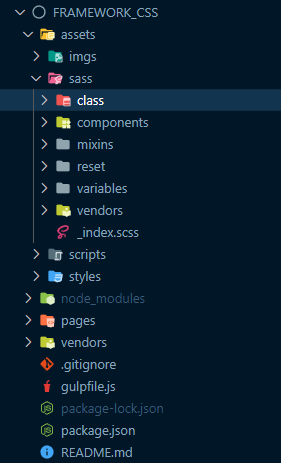 FRAMEWORK_CSS
assets
imgs
sass
class
components
mixins
reset
variables
vendors
_index.scss
scripts
styles
node_modules
pages
vendors
.gitignore
gulpfile.js
package-lock.json
package.json
README.md